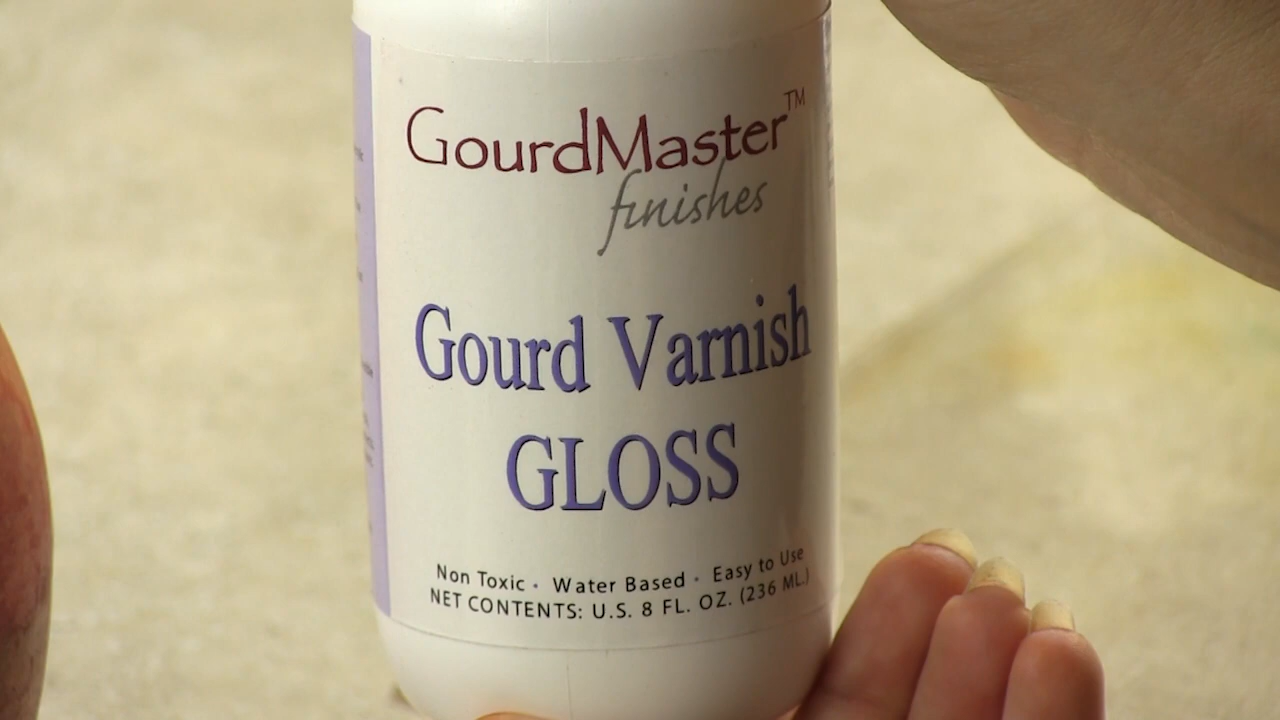 GourdMaster™
finishes
Gourd Varnish
GLOSS
Non Toxic • Water Based • Easy to Use
NET CONTENTS: U.S. 8 FL. OZ. (236 ML.)